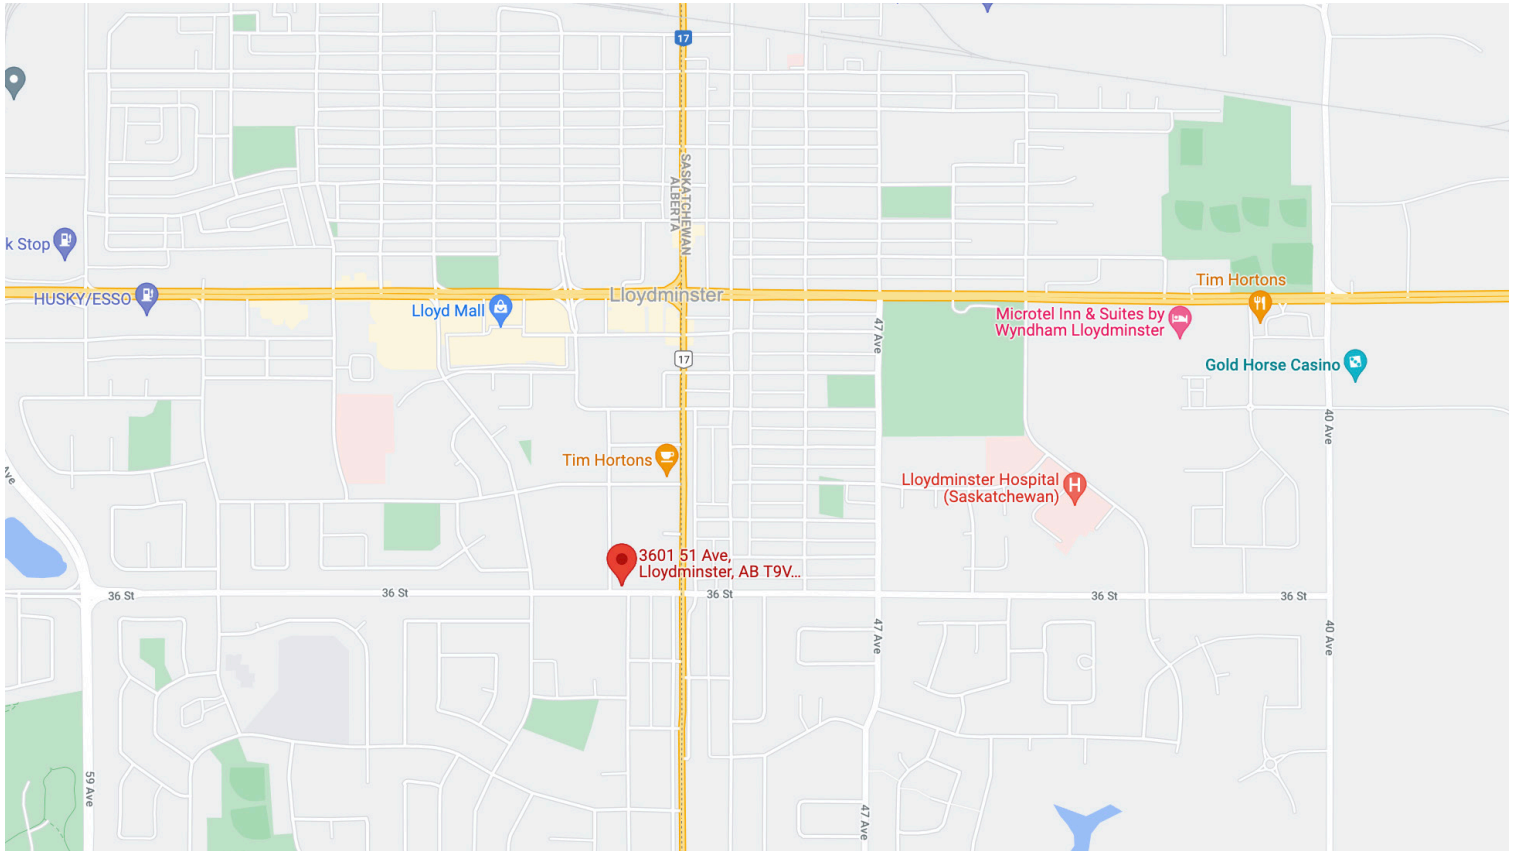 17
SASKATCHEWAN
ALBERTA
k Stop
HUSKY/ESSO
Lloyd Mall
Lloydminster
Tim Hortons
Microtel Inn & Suites by
Wyndham Lloydminster
47 Ave
17
Gold Horse Casino
40 Ave
Tim Hortons
Lloydminster Hospital
(Saskatchewan)
Ave
3601 51 Ave,
Lloydminster, AB T9V...
36 St
36 St
36 St
36 St
36 St
47 Ave
40 Ave
59 Ave
47 Ave